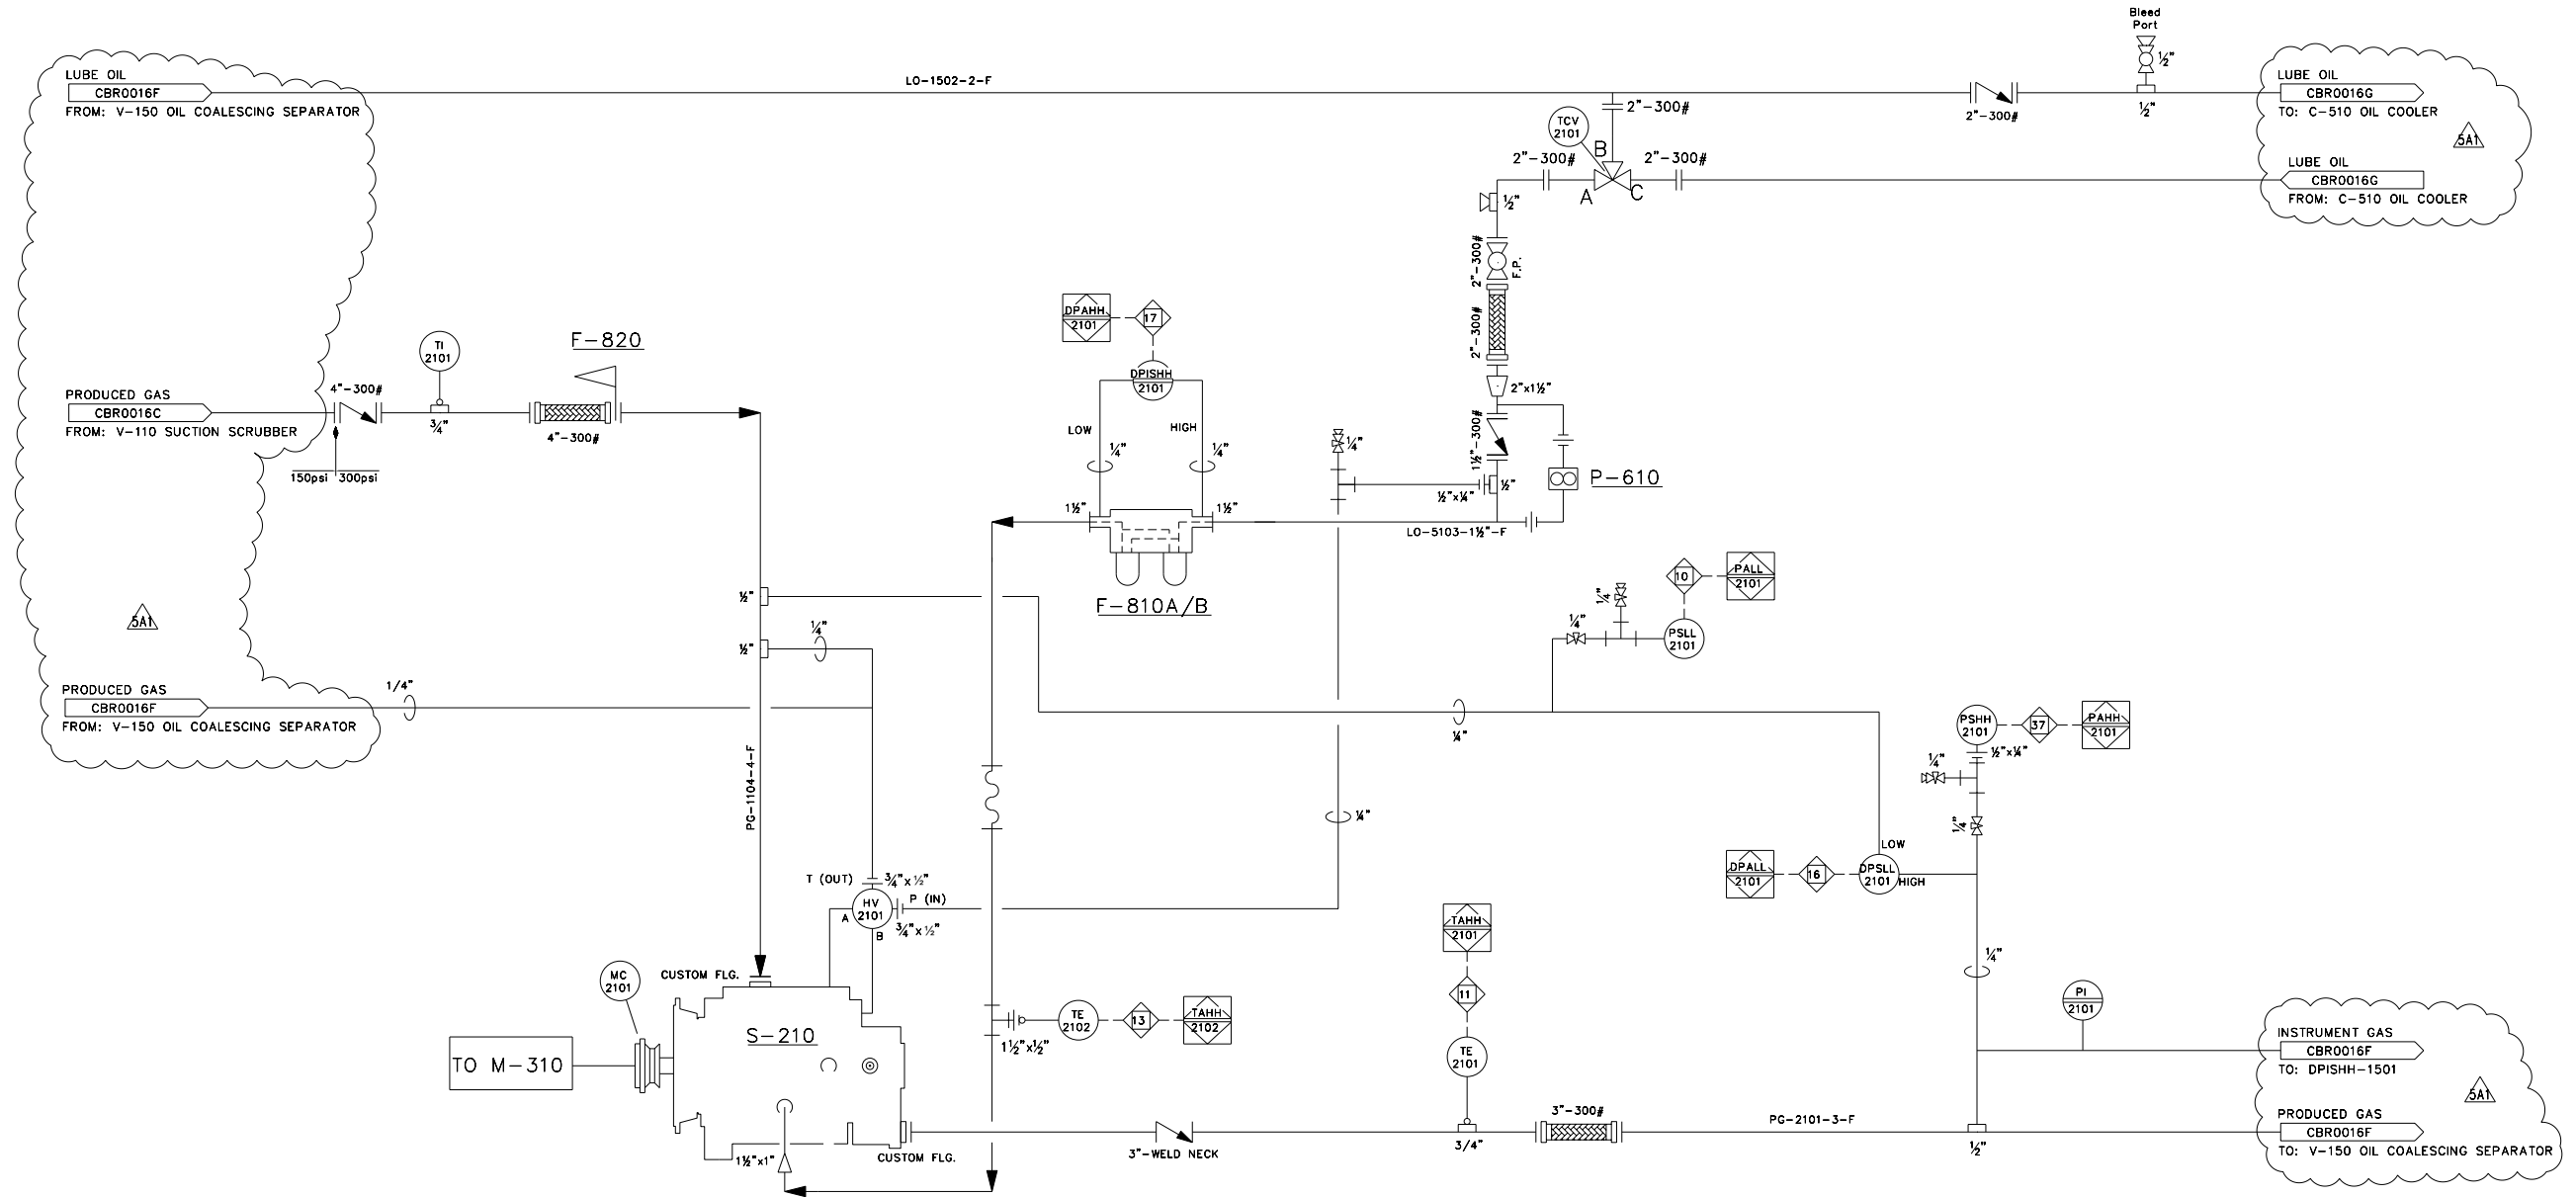 Bleed
Port
½"
½"
LUBE OIL
CBR0016F
FROM: V-150 OIL COALESCING SEPARATOR
LO-1502-2-F
2"-300#
2"-300#
LUBE OIL
CBR0016G
TO: C-510 OIL COOLER
5A1
TCV
2101
B
2"-300#
2"-300#
A
C
LUBE OIL
CBR0016G
FROM: C-510 OIL COOLER
½"
2"-300#
F.P.
2"-300#
2"x1½"
1½"-300#
½"
P-610
DPAHH
2101
17
DPISHH
2101
LOW
HIGH
¼"
¼"
¼"
½"x¼"
1½"
1½"
LO-5103-1½"-F
F-810A/B
TI
2101
F-820
PRODUCED GAS
CBR0016C
FROM: V-110 SUCTION SCRUBBER
4"-300#
¾"
4"-300#
150psi
300psi
5A1
½"
½"
¼"
10
PALL
2101
¼"
¼"
PSLL
2101
PRODUCED GAS
CBR0016F
FROM: V-150 OIL COALESCING SEPARATOR
1/4"
¼"
PG-1104-4-F
PSHH
2101
37
PAHH
2101
½"x¼"
¼"
¼"
¼"
LOW
DPALL
2101
16
DPSLL
2101
HIGH
T (OUT)
¾"x½"
HV
2101
P (IN)
A
B
¾"x½"
TAHH
2101
11
TE
2101
¼"
MC
2101
CUSTOM FLG.
S-210
TO M-310
TE
2102
13
TAHH
2102
1½"x½"
PI
2101
INSTRUMENT GAS
CBR0016F
TO: DPISHH-1501
5A1
3"-300#
PG-2101-3-F
PRODUCED GAS
CBR0016F
TO: V-150 OIL COALESCING SEPARATOR
3/4"
½"
3"-WELD NECK
CUSTOM FLG.
1½"x1"